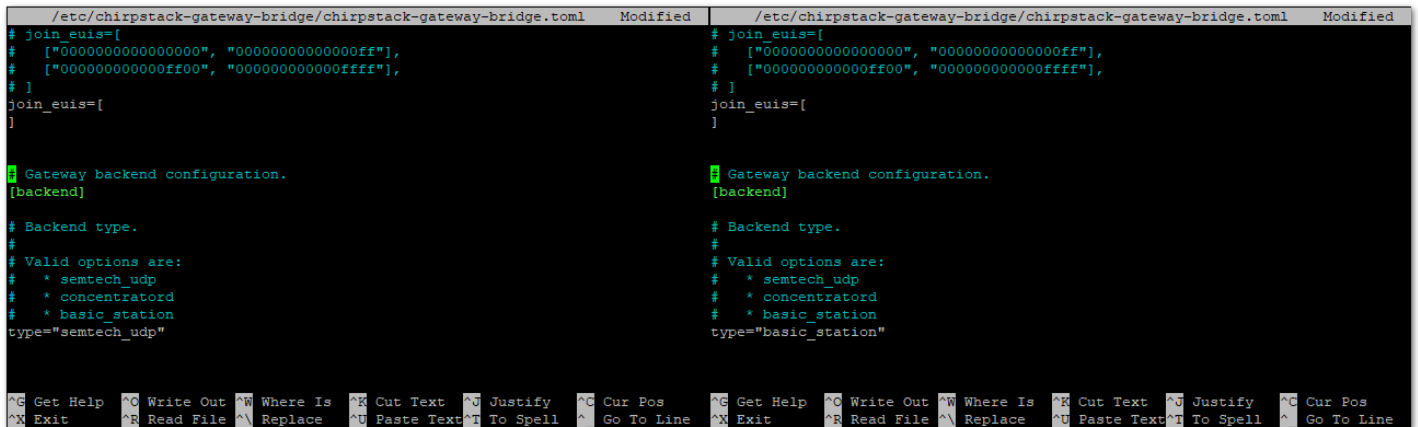 /etc/chirpstack-gateway-bridge/chirpstack-gateway-bridge.toml Modified
# join_euis=[
#   ["0000000000000000", "00000000000000ff"],
#   ["000000000000ff00", "000000000000ffff"],
# ]
join_euis=[
]
# Gateway backend configuration.
[backend]
# Backend type.
#
# Valid options are:
#   * semtech_udp
#   * concentratord
#   * basic_station
type="semtech_udp"
^G Get Help ^O Write Out ^W Where Is ^K Cut Text ^J Justify ^C Cur Pos
^X Exit ^R Read File ^\ Replace ^U Paste Text ^T To Spell ^_ Go To Line
/etc/chirpstack-gateway-bridge/chirpstack-gateway-bridge.toml Modified
# join_euis=[
#   ["0000000000000000", "00000000000000ff"],
#   ["000000000000ff00", "000000000000ffff"],
# ]
join_euis=[
]
# Gateway backend configuration.
[backend]
# Backend type.
#
# Valid options are:
#   * semtech_udp
#   * concentratord
#   * basic_station
type="basic_station"
^G Get Help ^O Write Out ^W Where Is ^K Cut Text ^J Justify ^C Cur Pos
^X Exit ^R Read File ^\ Replace ^U Paste Text ^T To Spell ^_ Go To Line